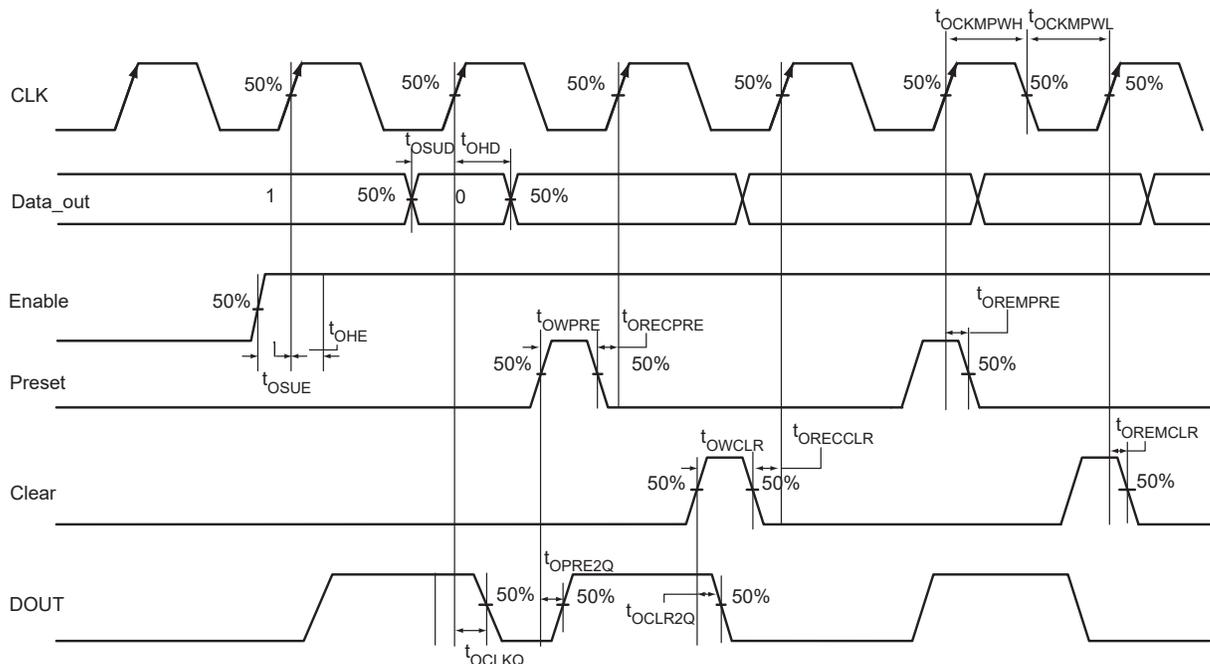 tOCKMPWH tOCKMPWL
CLK
50% 50% 50% 50% 50% 50% 50%
tOSUD tOHD
Data_out
1 50% 0 50%
Enable
50%
tOHE
tOSUE
tOWPRE tORECPRE
tOREMPRE
Preset
50% 50%
tOWCLR tORECCLR
tOREMCLR
Clear
50% 50% 50%
tOPRE2Q
DOUT
50% 50% 50%
tOCLR2Q
tOCLKQ